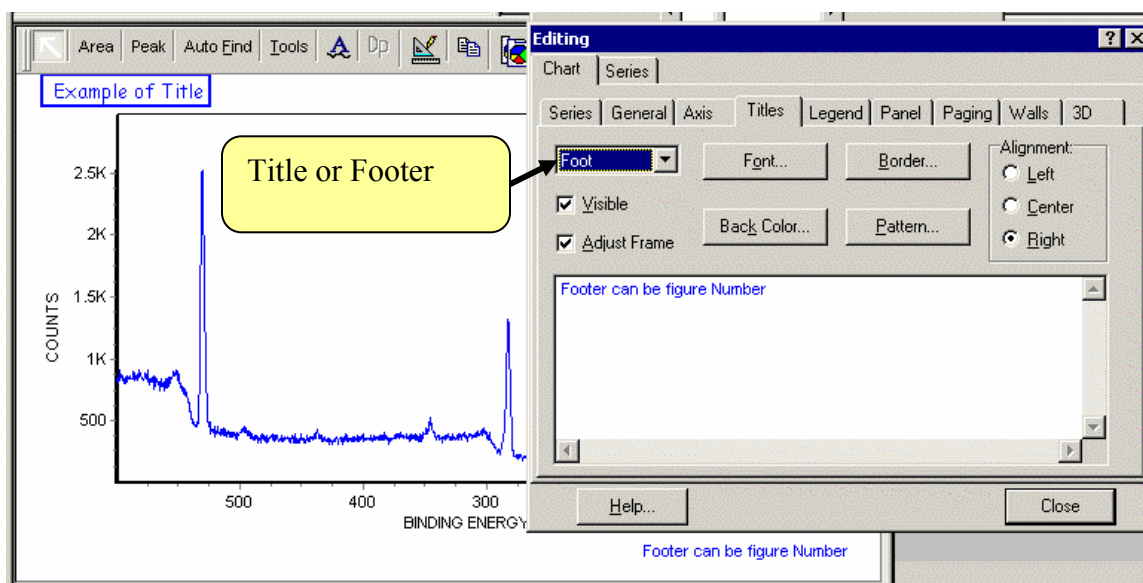 Area Peak Auto Find Tools A Dp
Example of Title
2.5K
2K
1.5K
1K
500
COUNTS
500 400 300
BINDING ENERGY
Footer can be figure Number
Title or Footer
Editing
Chart Series
Series General Axis Titles Legend Panel Paging Walls 3D
Foot Font... Border... Alignment:
Left
Visible
Center
Back Color... Pattern...
Adjust Frame Right
Footer can be figure Number
Help... Close